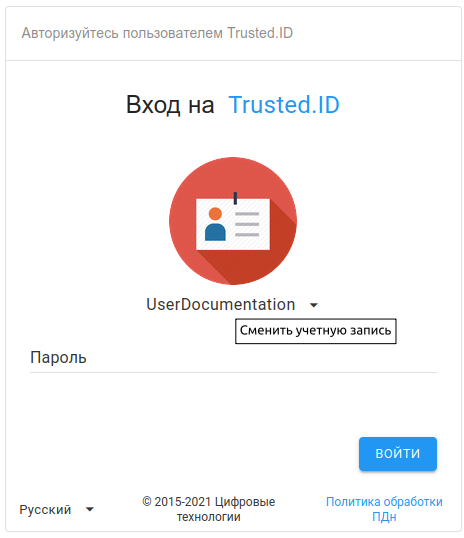 Авторизуйтесь пользователем Trusted.ID
Вход на Trusted.ID
UserDocumentation
Сменить учетную запись
Пароль
ВОЙТИ
Русский
© 2015-2021 Цифровые
технологии
Политика обработки
ПДн